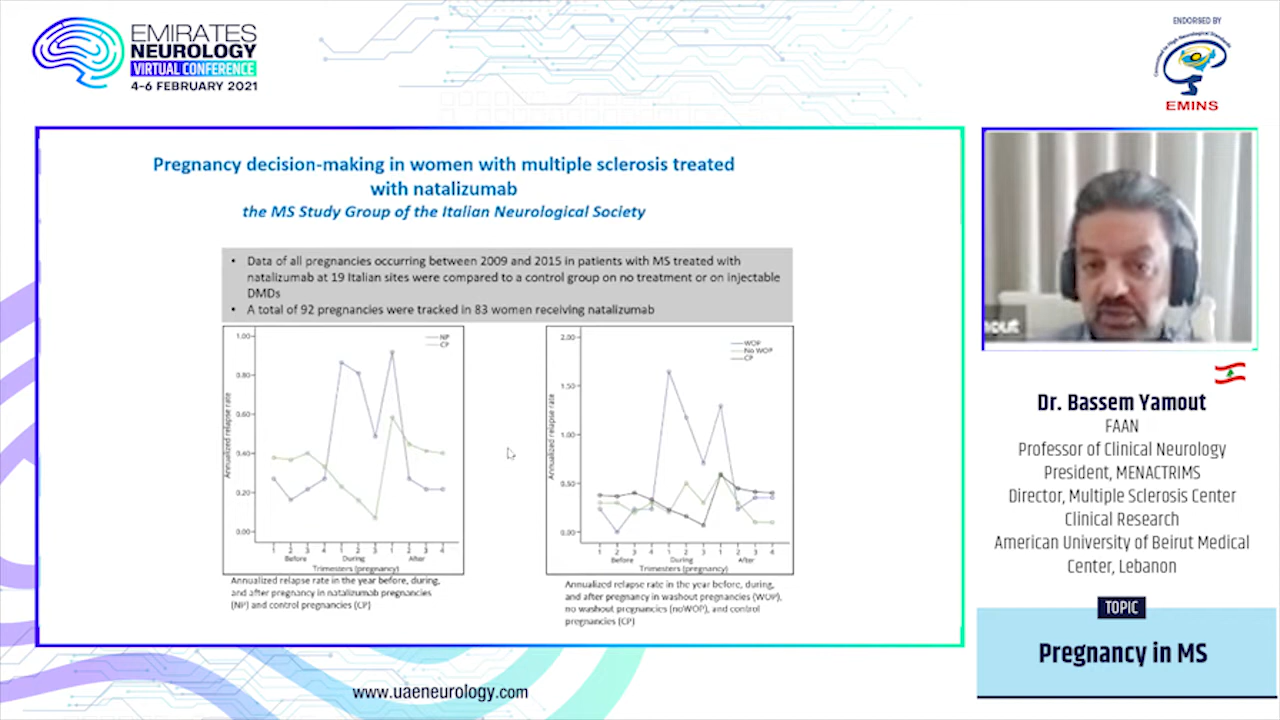 EMIRATES
NEUROLOGY
VIRTUAL CONFERENCE
4-6 FEBRUARY 2021
ENDORSED BY
EMINS
Pregnancy decision-making in women with multiple sclerosis treated
with natalizumab
the MS Study Group of the Italian Neurological Society
• Data of all pregnancies occurring between 2009 and 2015 in patients with MS treated with
natalizumab at 19 Italian sites were compared to a control group on no treatment or on injectable
DMDs
• A total of 92 pregnancies were tracked in 83 women receiving natalizumab
1.00
0.80
0.60
0.40
0.20
0.00
Annualized relapse rate
NP
CP
1 2 3 4 1 2 3 1 2 3 4
Before During After
Trimesters (pregnancy)
Annualized relapse rate in the year before, during,
and after pregnancy in natalizumab pregnancies
(NP) and control pregnancies (CP)
2.00
1.50
1.00
0.50
0.00
Annualized relapse rate
WOP
No WOP
CP
1 2 3 4 1 2 3 1 2 3 4
Before During After
Trimesters (pregnancy)
Annualized relapse rate in the year before, during,
and after pregnancy in washout pregnancies (WOP),
no washout pregnancies (noWOP), and control
pregnancies (CP)
Dr. Bassem Yamout
FAAN
Professor of Clinical Neurology
President, MENACTRIMS
Director, Multiple Sclerosis Center
Clinical Research
American University of Beirut Medical
Center, Lebanon
TOPIC
Pregnancy in MS
www.uaeneurology.com